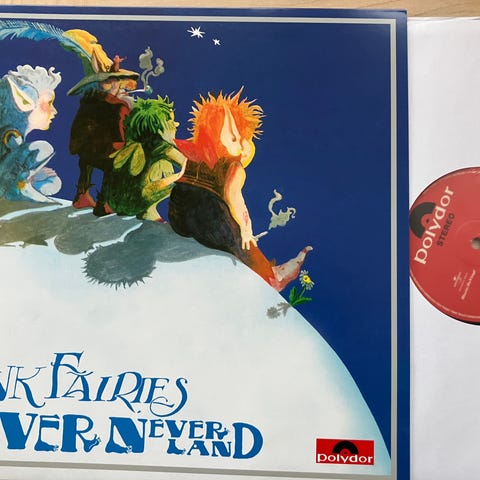 NK FAIRIES
VER NEVER LAND
polydor
polydor
STEREO